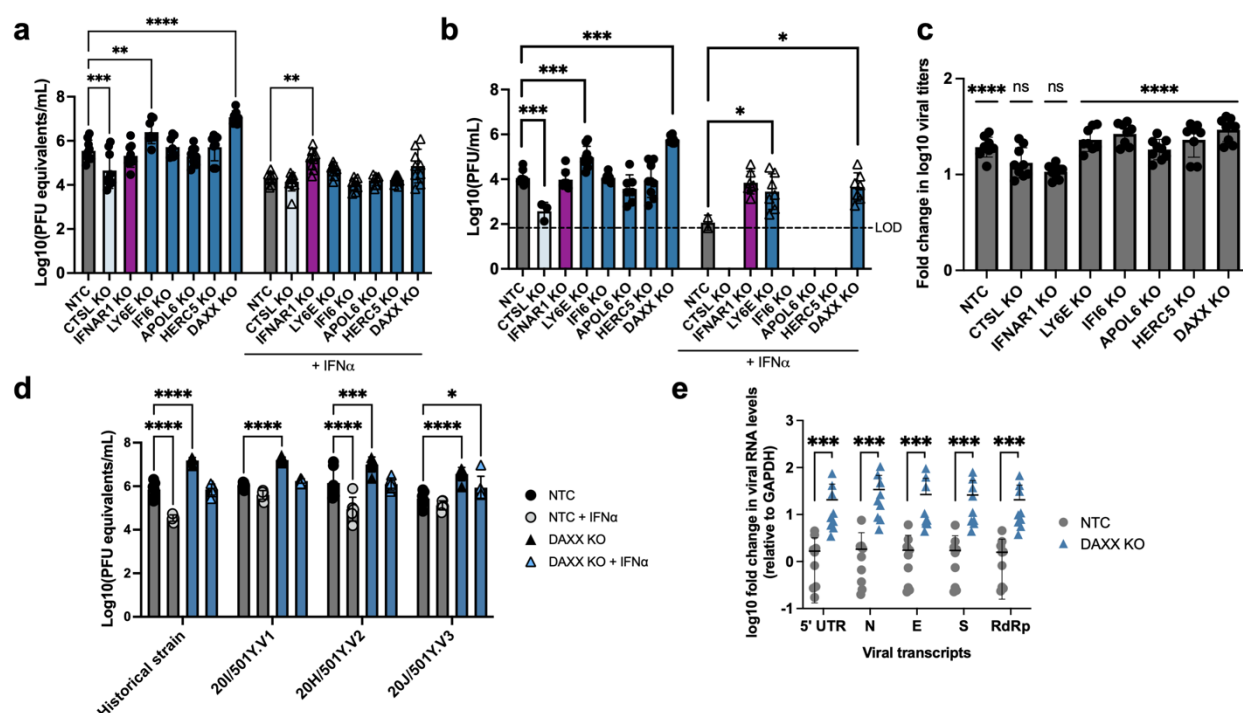 a
Log10(PFU equivalents/mL)
8
6
4
2
0
****
**
***
**
NTC
CTSL KO
IFNAR1 KO
LY6E KO
IFI6 KO
APOL6 KO
HERC5 KO
DAXX KO
NTC
CTSL KO
IFNAR1 KO
LY6E KO
IFI6 KO
APOL6 KO
HERC5 KO
DAXX KO
+ IFNα
b
Log10(PFU/mL)
8
6
4
2
0
***
***
***
*
*
LOD
NTC
CTSL KO
IFNAR1 KO
LY6E KO
IFI6 KO
APOL6 KO
HERC5 KO
DAXX KO
NTC
CTSL KO
IFNAR1 KO
LY6E KO
IFI6 KO
APOL6 KO
HERC5 KO
DAXX KO
+ IFNα
c
Fold change in log10 viral titers
2
1
0
****
ns
ns
****
NTC
CTSL KO
IFNAR1 KO
LY6E KO
IFI6 KO
APOL6 KO
HERC5 KO
DAXX KO
d
Log10(PFU equivalents/mL)
8
6
4
2
0
****
****
****
***
****
*
****
Historical strain
20I/501Y.V1
20H/501Y.V2
20J/501Y.V3
NTC
NTC + IFNα
DAXX KO
DAXX KO + IFNα
e
log10 fold change in viral RNA levels
(relative to GAPDH)
3
2
1
0
-1
***
***
***
***
***
5' UTR
N
E
S
RdRp
Viral transcripts
NTC
DAXX KO